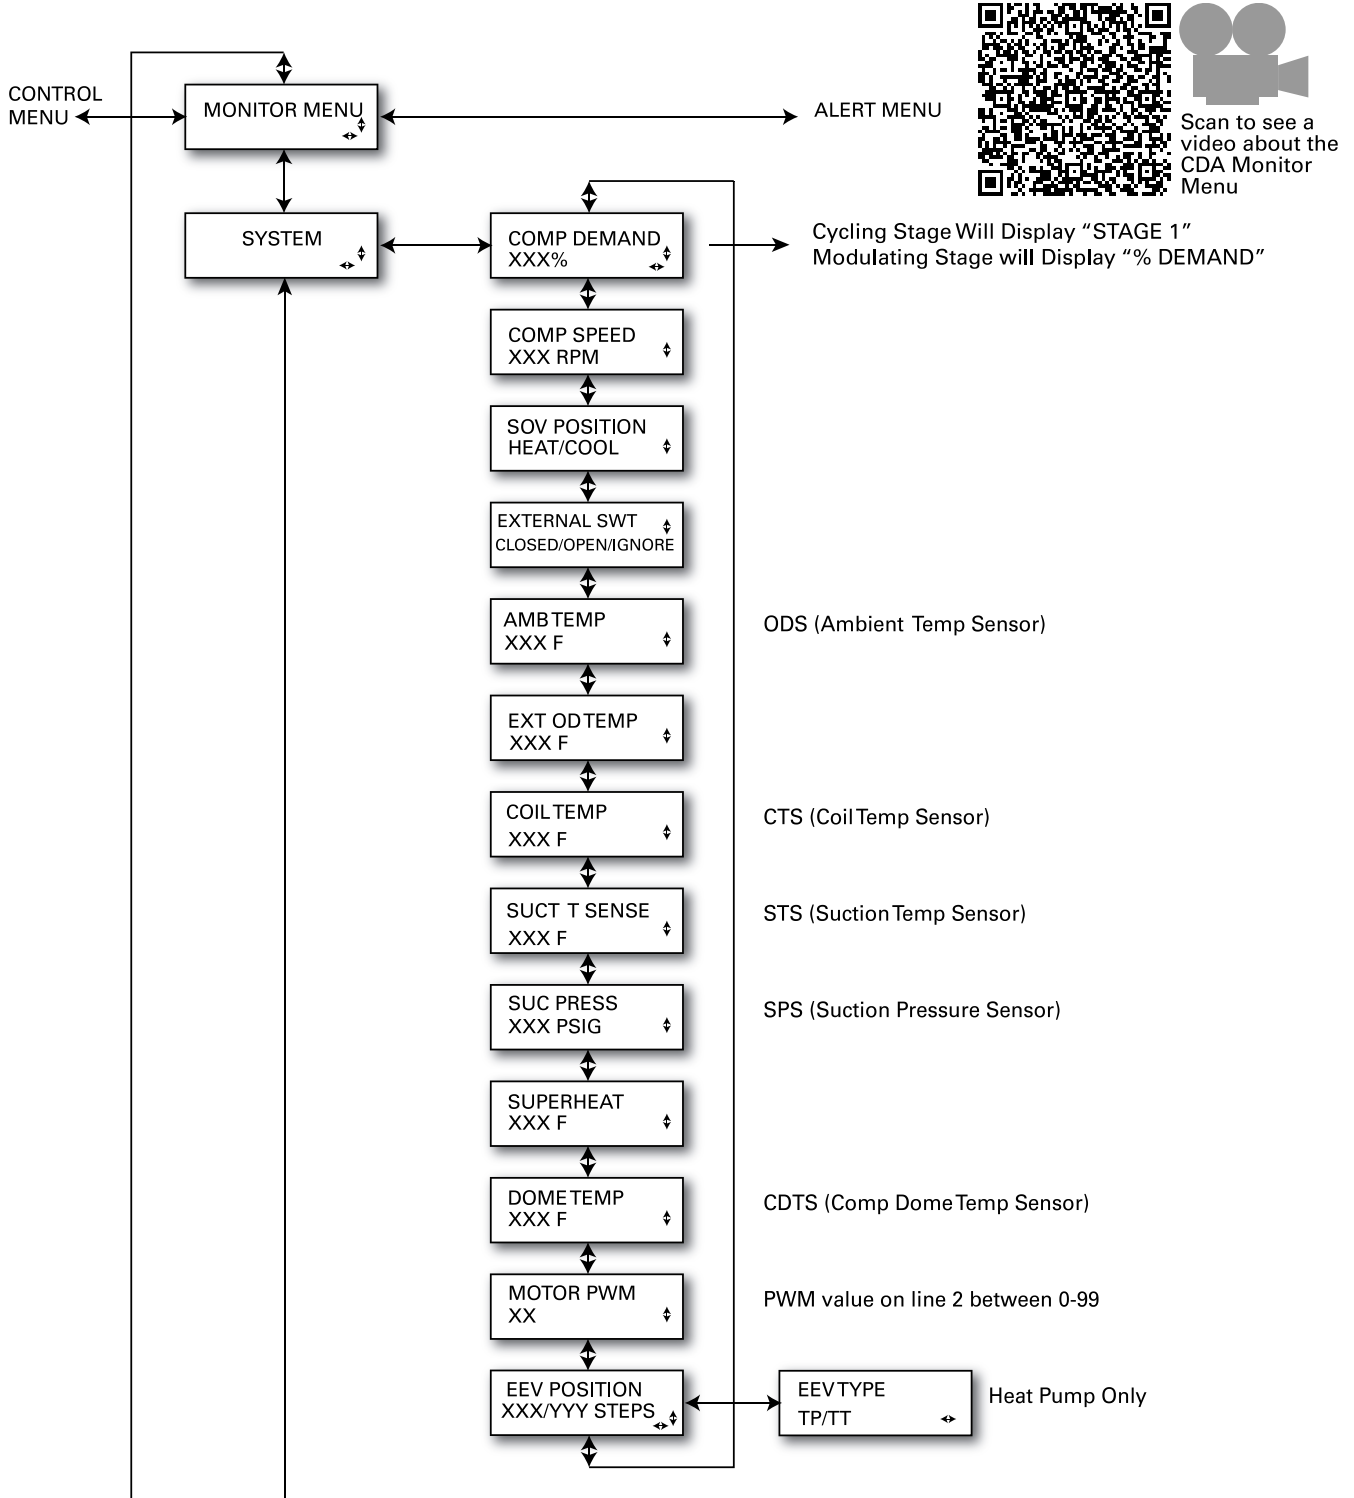 CONTROL
MENU
MONITOR MENU
ALERT MENU
Scan to see a
video about the
CDA Monitor
Menu
SYSTEM
COMP DEMAND
XXX%
Cycling Stage Will Display “STAGE 1”
Modulating Stage will Display “% DEMAND”
COMP SPEED
XXX RPM
SOV POSITION
HEAT/COOL
EXTERNAL SWT
CLOSED/OPEN/IGNORE
AMB TEMP
XXX F
ODS (Ambient Temp Sensor)
EXT OD TEMP
XXX F
COIL TEMP
XXX F
CTS (Coil Temp Sensor)
SUCT T SENSE
XXX F
STS (Suction Temp Sensor)
SUC PRESS
XXX PSIG
SPS (Suction Pressure Sensor)
SUPERHEAT
XXX F
DOME TEMP
XXX F
CDTS (Comp Dome Temp Sensor)
MOTOR PWM
XX
PWM value on line 2 between 0-99
EEV POSITION
XXX/YYY STEPS
EEV TYPE
TP/TT
Heat Pump Only